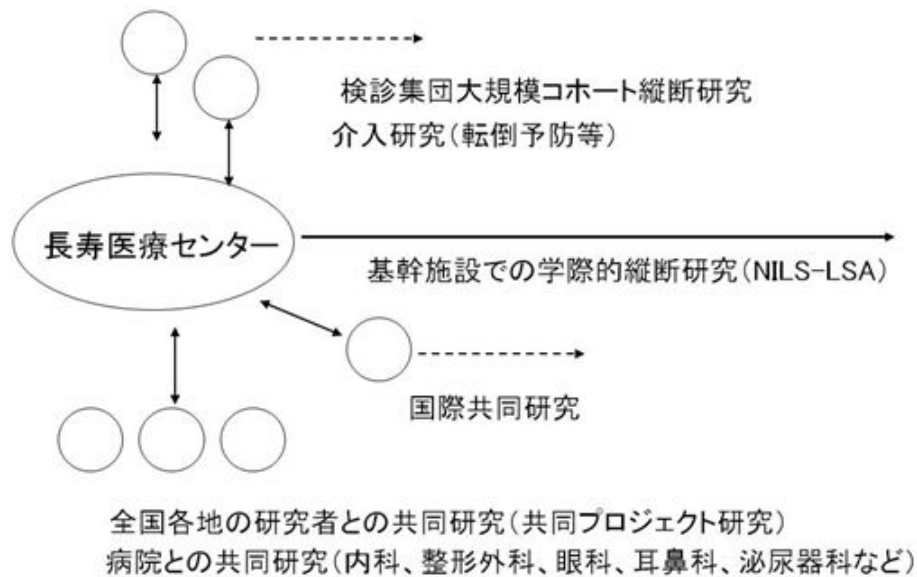 検診集団大規模コホート縦断研究
介入研究（転倒予防等）
長寿医療センター
基幹施設での学際的縦断研究（NILS-LSA）
国際共同研究
全国各地の研究者との共同研究（共同プロジェクト研究）
病院との共同研究（内科、整形外科、眼科、耳鼻科、泌尿器科など）